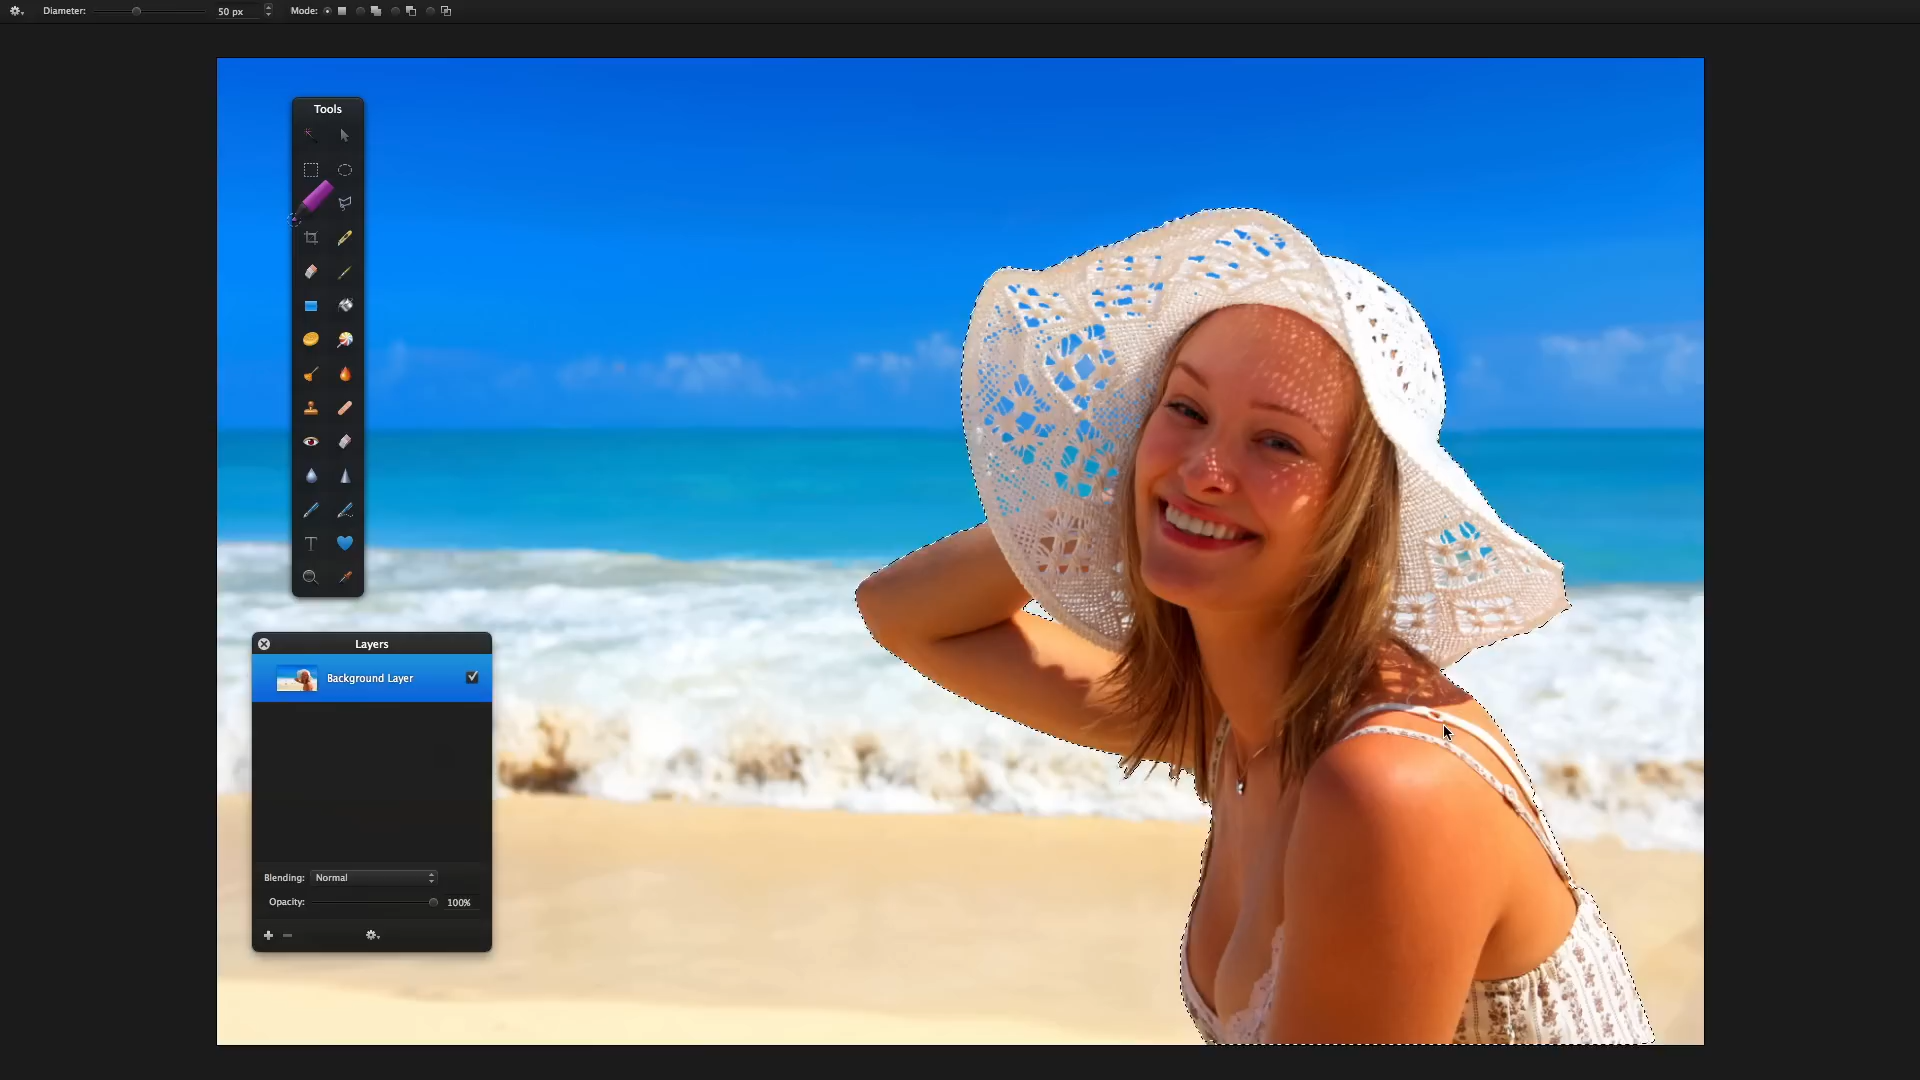 Diameter: 50 px Mode:
Tools
T
Layers
Background Layer
Blending: Normal
Opacity: 100%